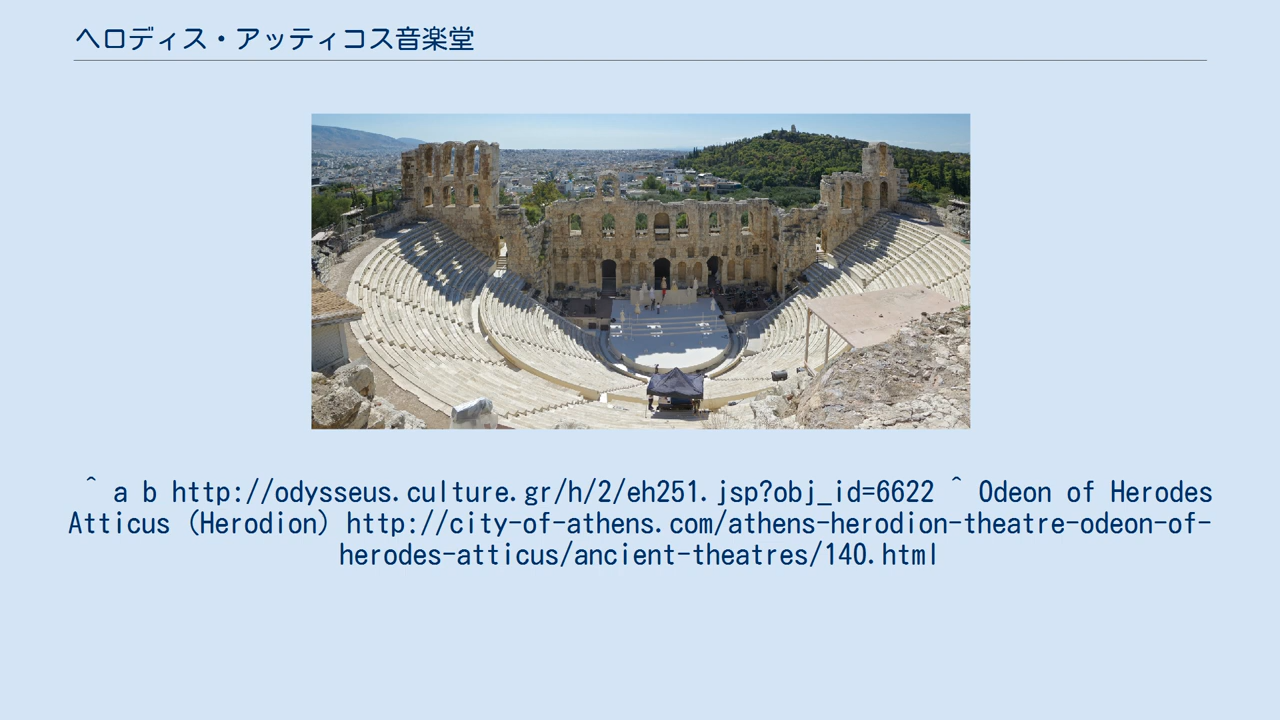 ヘロディス・アッティコス音楽堂
^ a b http://odysseus.culture.gr/h/2/eh251.jsp?obj_id=6622 ^ Odeon of Herodes
Atticus (Herodion) http://city-of-athens.com/athens-herodion-theatre-odeon-of-
herodes-atticus/ancient-theatres/140.html